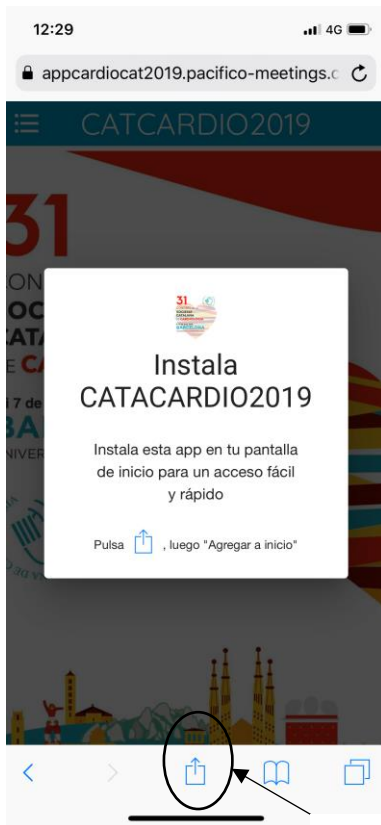 12:29
4G
appcardiocat2019.pacifico-meetings.c
CATCARDIO2019
31
Instala
CATACARDIO2019
Instala esta app en tu pantalla
de inicio para un acceso fácil
y rápido
Pulsa , luego "Agregar a inicio"